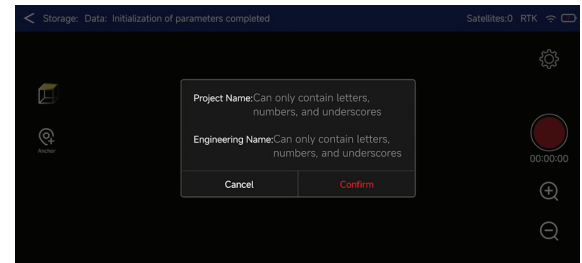 Storage: Data: Initialization of parameters completed
Satellites:0 RTK
Project Name:Can only contain letters,
numbers, and underscores
Engineering Name:Can only contain letters,
numbers, and underscores
Cancel Confirm
Anchor
00:00:00